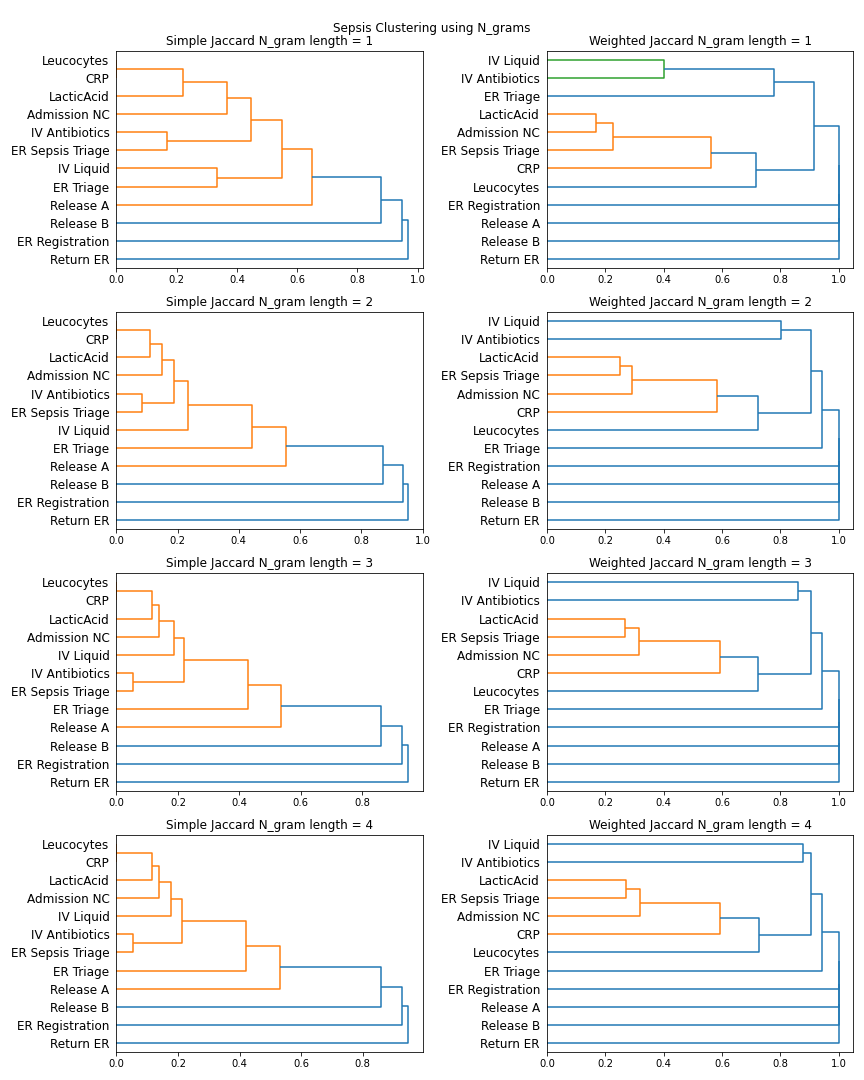 Sepsis Clustering using N_grams
Simple Jaccard N_gram length = 1
Leucocytes
CRP
LacticAcid
Admission NC
IV Antibiotics
ER Sepsis Triage
IV Liquid
ER Triage
Release A
Release B
ER Registration
Return ER
0.0 0.2 0.4 0.6 0.8 1.0
Weighted Jaccard N_gram length = 1
IV Liquid
IV Antibiotics
ER Triage
LacticAcid
Admission NC
ER Sepsis Triage
CRP
Leucocytes
ER Registration
Release A
Release B
Return ER
0.0 0.2 0.4 0.6 0.8 1.0
Simple Jaccard N_gram length = 2
Leucocytes
CRP
LacticAcid
Admission NC
IV Antibiotics
ER Sepsis Triage
IV Liquid
ER Triage
Release A
Release B
ER Registration
Return ER
0.0 0.2 0.4 0.6 0.8 1.0
Weighted Jaccard N_gram length = 2
IV Liquid
IV Antibiotics
LacticAcid
ER Sepsis Triage
Admission NC
CRP
Leucocytes
ER Triage
ER Registration
Release A
Release B
Return ER
0.0 0.2 0.4 0.6 0.8 1.0
Simple Jaccard N_gram length = 3
Leucocytes
CRP
LacticAcid
Admission NC
IV Liquid
IV Antibiotics
ER Sepsis Triage
ER Triage
Release A
Release B
ER Registration
Return ER
0.0 0.2 0.4 0.6 0.8
Weighted Jaccard N_gram length = 3
IV Liquid
IV Antibiotics
LacticAcid
ER Sepsis Triage
Admission NC
CRP
Leucocytes
ER Triage
ER Registration
Release A
Release B
Return ER
0.0 0.2 0.4 0.6 0.8 1.0
Simple Jaccard N_gram length = 4
Leucocytes
CRP
LacticAcid
Admission NC
IV Liquid
IV Antibiotics
ER Sepsis Triage
ER Triage
Release A
Release B
ER Registration
Return ER
0.0 0.2 0.4 0.6 0.8
Weighted Jaccard N_gram length = 4
IV Liquid
IV Antibiotics
LacticAcid
ER Sepsis Triage
Admission NC
CRP
Leucocytes
ER Triage
ER Registration
Release A
Release B
Return ER
0.0 0.2 0.4 0.6 0.8 1.0